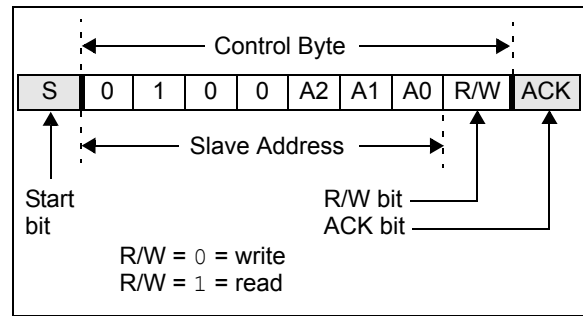 Control Byte
S 0 1 0 0 A2 A1 A0 R/W ACK
Slave Address
Start
bit
R/W bit
ACK bit
R/W = 0 = write
R/W = 1 = read